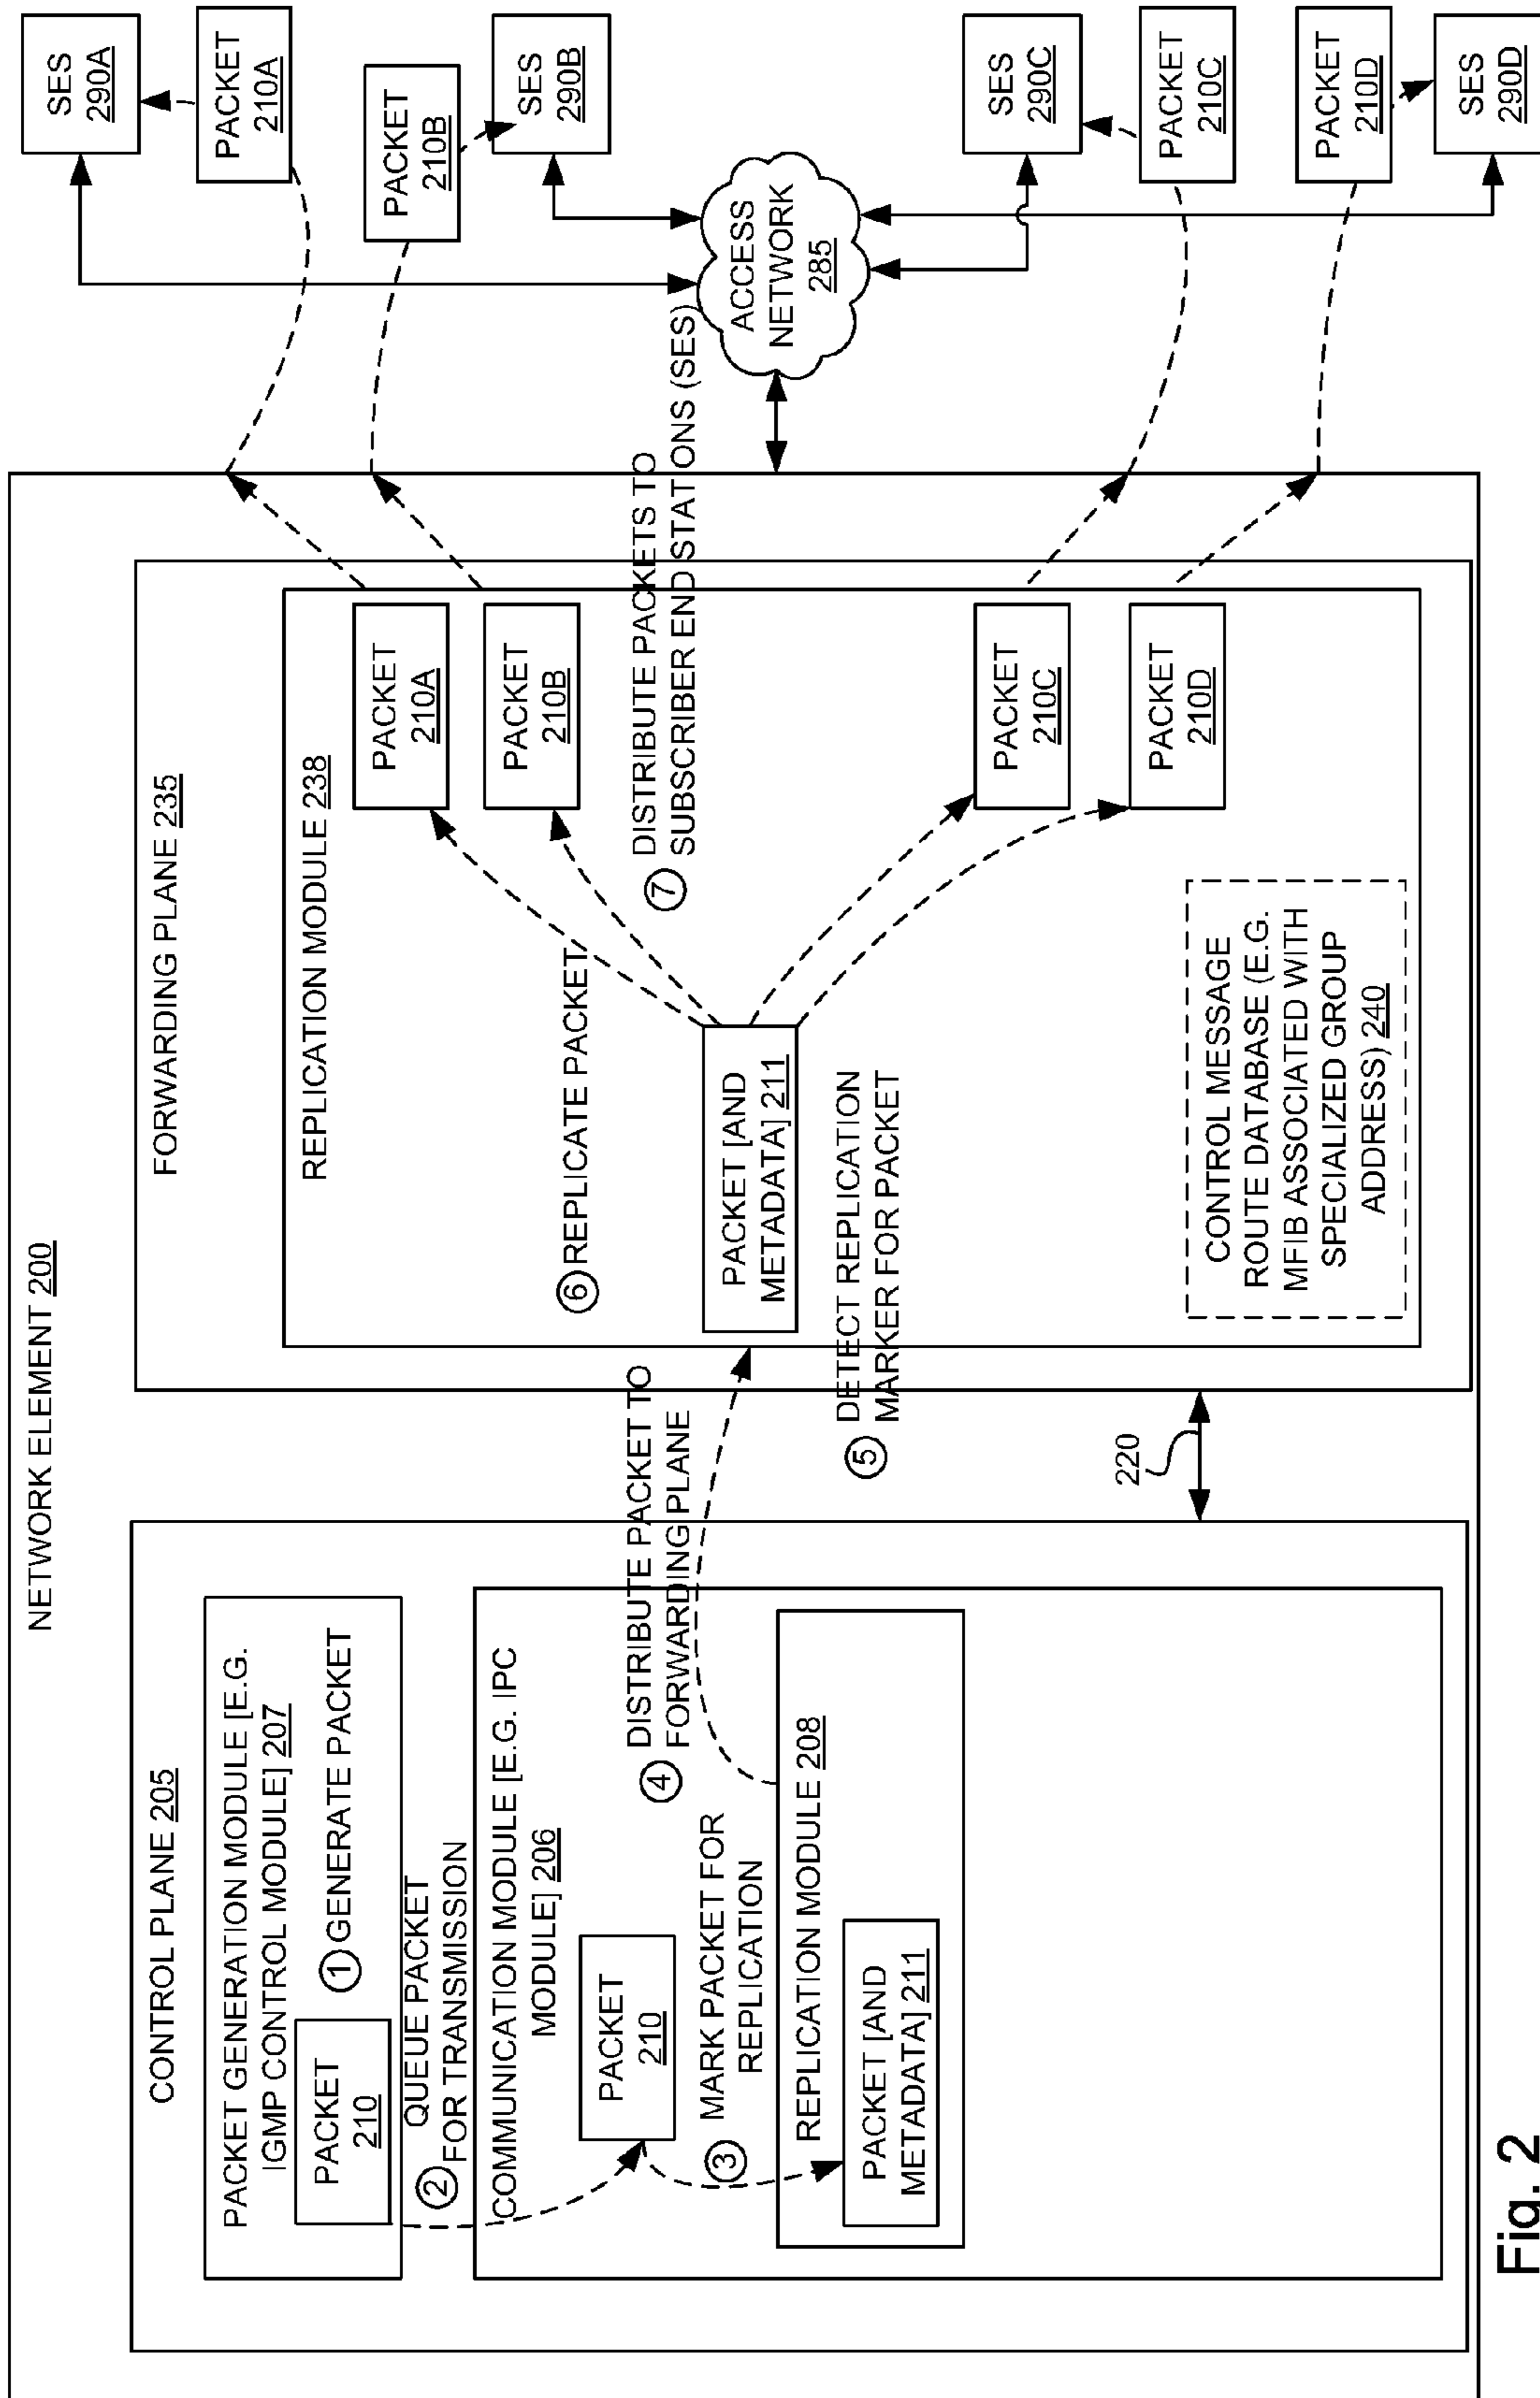 NETWORK ELEMENT 200
CONTROL PLANE 205
PACKET GENERATION MODULE [E.G.
IGMP CONTROL MODULE] 207
PACKET
210
1 GENERATE PACKET
QUEUE PACKET
2 FOR TRANSMISSION
COMMUNICATION MODULE [E.G. IPC
MODULE] 206
PACKET
210
3 MARK PACKET FOR
REPLICATION
REPLICATION MODULE 208
PACKET [AND
METADATA] 211
DISTRIBUTE PACKET TO
4 FORWARDING PLANE
220
FORWARDING PLANE 235
REPLICATION MODULE 238
PACKET [AND
METADATA] 211
DETECT REPLICATION
5 MARKER FOR PACKET
6 REPLICATE PACKET
PACKET
210A
PACKET
210B
PACKET
210C
PACKET
210D
DISTRIBUTE PACKETS TO
7 SUBSCRIBER END STATIONS (SES)
CONTROL MESSAGE
ROUTE DATABASE (E.G.
MFIB ASSOCIATED WITH
SPECIALIZED GROUP
ADDRESS) 240
ACCESS
NETWORK
285
SES
290A
PACKET
210A
PACKET
210B
SES
290B
SES
290C
PACKET
210C
PACKET
210D
SES
290D
Fig. 2